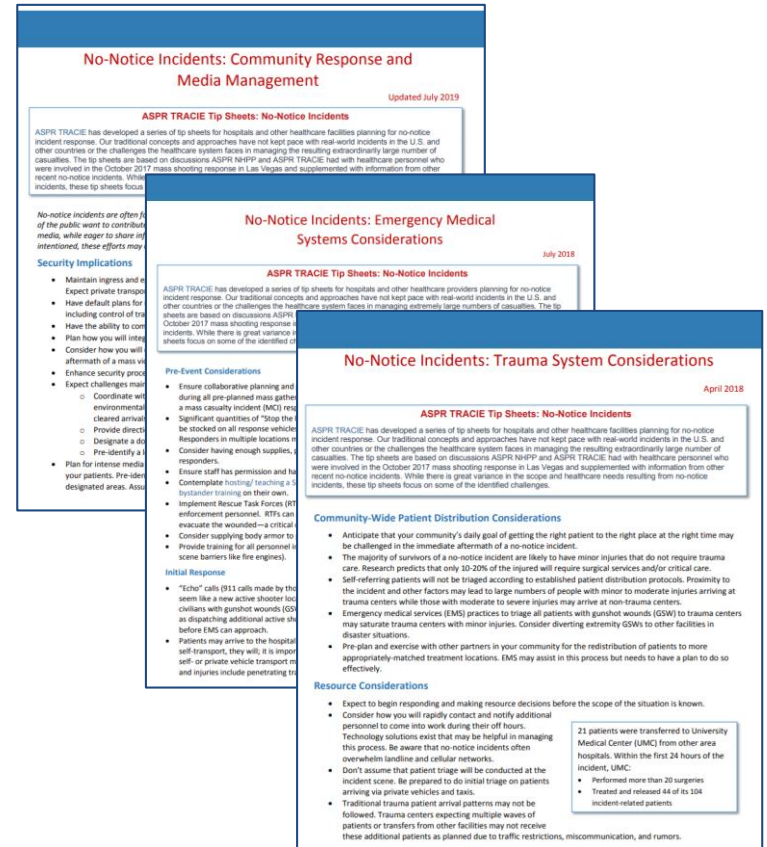 No-Notice Incidents: Community Response and
Media Management
Updated July 2019
ASPR TRACIE Tip Sheets: No-Notice Incidents
ASPR TRACIE has developed a series of tip sheets for hospitals and other healthcare facilities planning for no-notice
incident response. Our traditional concepts and approaches have not kept pace with real-world incidents in the U.S. and
other countries or the challenges the healthcare system faces in managing the resulting extraordinarily large number of
casualties. The tip sheets are based on discussions ASPR NHPP and ASPR TRACIE had with healthcare personnel who
were involved in the October 2017 mass shooting response in Las Vegas and supplemented with information from other
recent no-notice incidents. While
incidents, these tip sheets focus
No-notice incidents are often
of the public want to contribute
media, while eager to share
intentioned, these efforts may
Security Implications
• Maintain ingress and
Expect private
• Have default plans for
including control of
• Have the ability to
• Plan how you will
• Consider how you will
aftermath of a mass
• Enhance security
• Expect challenges
o Coordinate
environmental
cleared
o Provide
o Designate a
o Pre-identify a
• Plan for intense media
your patients.
designated areas.
No-Notice Incidents: Emergency Medical
Systems Considerations
July 2018
ASPR TRACIE Tip Sheets: No-Notice Incidents
ASPR TRACIE has developed a series of tip sheets for hospitals and other healthcare providers planning for no-notice
incident response. Our traditional concepts and approaches have not kept pace with real-world incidents in the U.S. and
other countries or the challenges the healthcare system faces in managing extremely large numbers of casualties. The tip
sheets are based on discussions ASPR
October 2017 mass shooting response
incidents. While there is great variance
sheets focus on some of the identified
Pre-Event Considerations
• Ensure collaborative planning and
during all pre-planned mass
a mass casualty incident (MCI)
• Significant quantities of "Stop the
be stocked on all response vehicles
Responders in multiple locations
• Consider having enough supplies,
responders.
• Ensure staff has permission and
• Contemplate hosting/ teaching a
bystander training on their own.
• Implement Rescue Task Forces
enforcement personnel. RTFs can
evacuate the wounded—a critical
• Consider supplying body armor to
• Provide training for all personnel
scene barriers like fire engines).
Initial Response
• "Echo" calls (911 calls made by
seem like a new active shooter
civilians with gunshot wounds
as dispatching additional active
before EMS can approach.
• Patients may arrive to the hospital
self-transport, they will; it is
self- or private vehicle transport
and injuries include penetrating
No-Notice Incidents: Trauma System Considerations
April 2018
ASPR TRACIE Tip Sheets: No-Notice Incidents
ASPR TRACIE has developed a series of tip sheets for hospitals and other healthcare facilities planning for no-notice
incident response. Our traditional concepts and approaches have not kept pace with real-world incidents in the U.S. and
other countries or the challenges the healthcare system faces in managing the resulting extraordinarily large number of
casualties. The tip sheets are based on discussions ASPR NHPP and ASPR TRACIE had with healthcare personnel who
were involved in the October 2017 mass shooting response in Las Vegas and supplemented with information from other
recent no-notice incidents. While there is great variance in the scope and healthcare needs resulting from no-notice
incidents, these tip sheets focus on some of the identified challenges.
Community-Wide Patient Distribution Considerations
• Anticipate that your community's daily goal of getting the right patient to the right place at the right time may
be challenged in the immediate aftermath of a no-notice incident.
• The majority of survivors of a no-notice incident are likely to have minor injuries that do not require trauma
care. Research predicts that only 10-20% of the injured will require surgical services and/or critical care.
• Self-referring patients will not be triaged according to established patient distribution protocols. Proximity to
the incident and other factors may lead to large numbers of people with minor to moderate injuries arriving at
trauma centers while those with moderate to severe injuries may arrive at non-trauma centers.
• Emergency medical services (EMS) practices to triage all patients with gunshot wounds (GSW) to trauma centers
may saturate trauma centers with minor injuries. Consider diverting extremity GSWs to other facilities in
disaster situations.
• Pre-plan and exercise with other partners in your community for the redistribution of patients to more
appropriately-matched treatment locations. EMS may assist in this process but needs to have a plan to do so
effectively.
Resource Considerations
• Expect to begin responding and making resource decisions before the scope of the situation is known.
• Consider how you will rapidly contact and notify additional
personnel to come into work during their off hours.
Technology solutions exist that may be helpful in managing
this process. Be aware that no-notice incidents often
overwhelm landline and cellular networks.
• Don't assume that patient triage will be conducted at the
incident scene. Be prepared to do initial triage on patients
arriving via private vehicles and taxis.
• Traditional trauma patient arrival patterns may not be
followed. Trauma centers expecting multiple waves of
patients or transfers from other facilities may not receive
these additional patients as planned due to traffic restrictions, miscommunication, and rumors.
21 patients were transferred to University
Medical Center (UMC) from other area
hospitals. Within the first 24 hours of the
incident, UMC:
• Performed more than 20 surgeries
• Treated and released 44 of its 104
incident-related patients